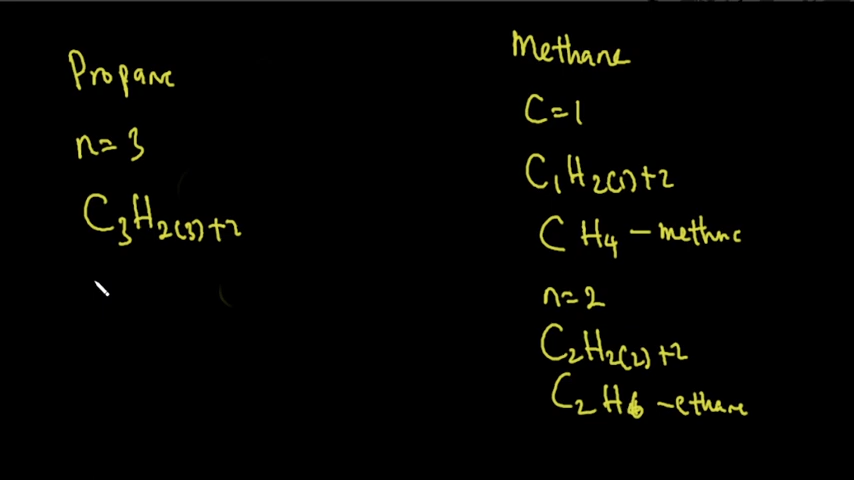 Propane
n=3
C₃H₂₍₃₎₊₂
Methane
C=1
C₁H₂₍₁₎₊₂
CH₄ – methane
n=2
C₂H₂₍₂₎₊₂
C₂H₆ – ethane